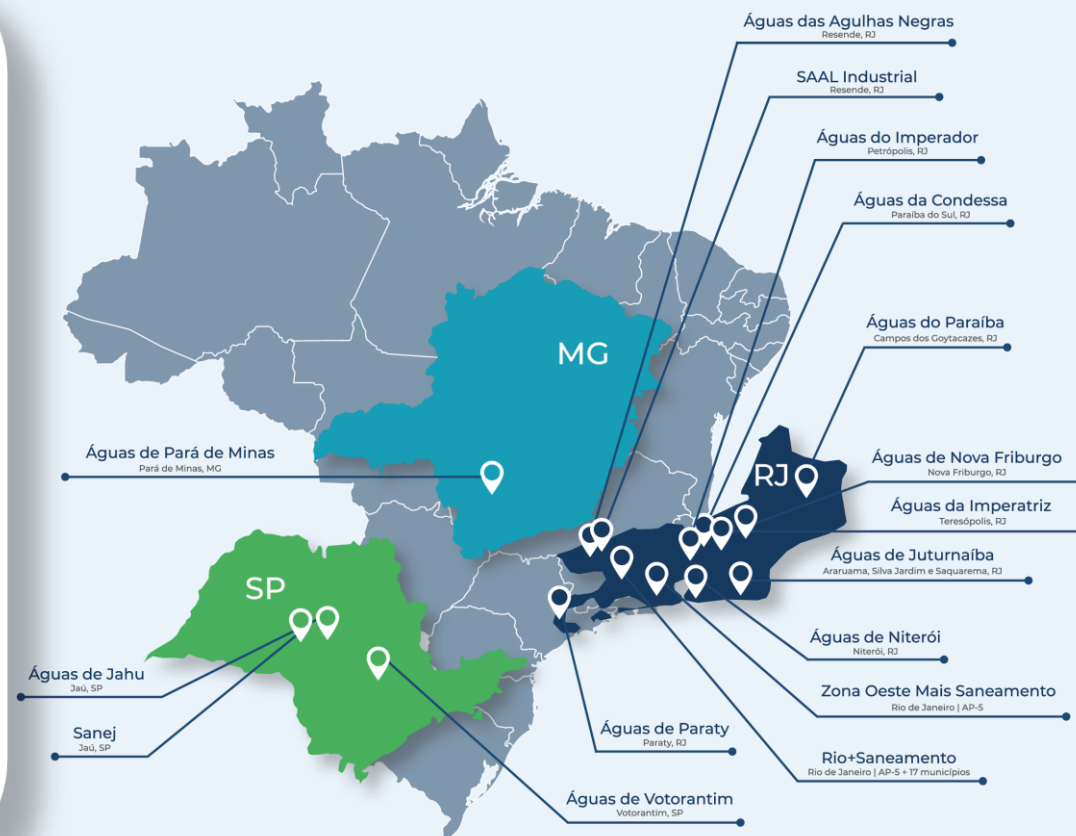 Águas das Agulhas Negras
Resende, RJ
SAAL Industrial
Resende, RJ
Águas do Imperador
Petrópolis, RJ
Águas da Condessa
Paraíba do Sul, RJ
Águas do Paraíba
Campos dos Goytacazes, RJ
MG
Águas de Pará de Minas
Pará de Minas, MG
RJ
Águas de Nova Friburgo
Nova Friburgo, RJ
Águas da Imperatriz
Teresópolis, RJ
Águas de Juturnaíba
Araruama, Silva Jardim e Saquarema, RJ
SP
Águas de Niterói
Niterói, RJ
Águas de Jahu
Jaú, SP
Zona Oeste Mais Saneamento
Rio de Janeiro | AP-5
Sanej
Jaú, SP
Águas de Paraty
Paraty, RJ
Rio+Saneamento
Rio de Janeiro | AP-5 + 17 municípios
Águas de Votorantim
Votorantim, SP